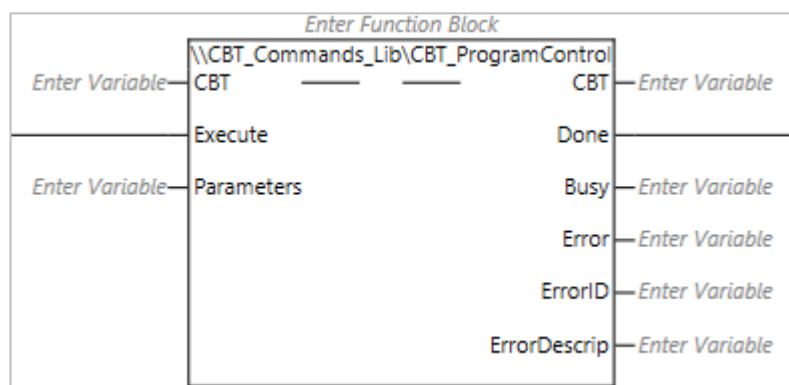 Enter Function Block
\\CBT_Commands_Lib\CBT_ProgramControl
Enter Variable CBT CBT Enter Variable
Execute Done
Enter Variable Parameters Busy Enter Variable
Error Enter Variable
ErrorID Enter Variable
ErrorDescrip Enter Variable